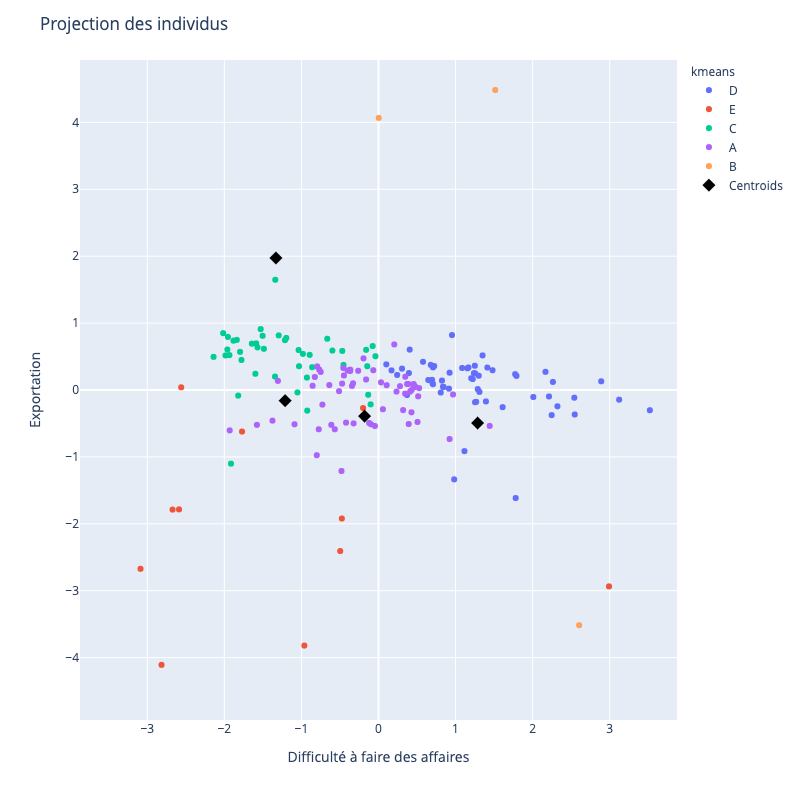 Projection des individus
kmeans
D
E
C
A
B
Centroids
Exportation
4
3
2
1
0
−1
−2
−3
−4
−3
−2
−1
0
1
2
3
Difficulté à faire des affaires